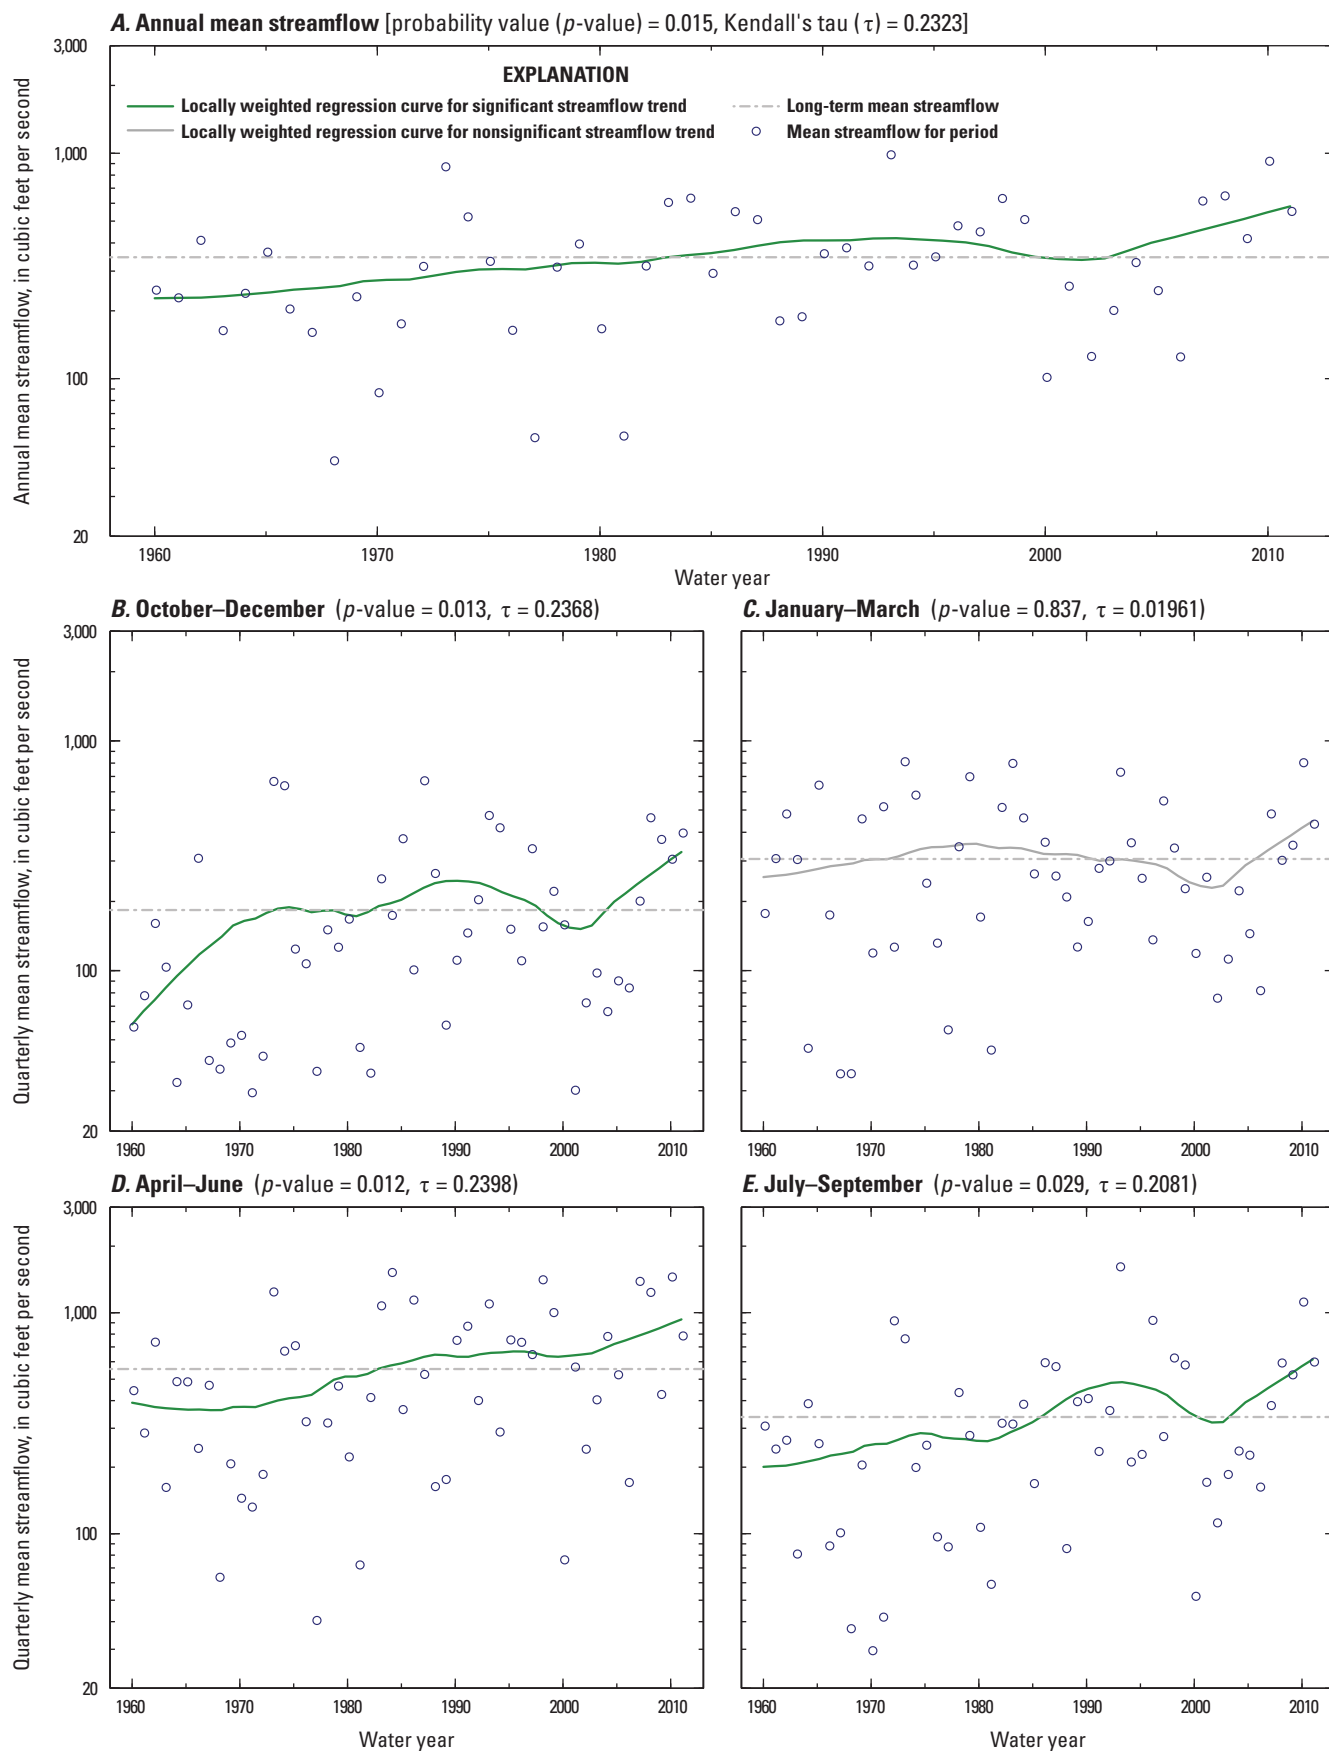 A. Annual mean streamflow [probability value (p-value) = 0.015, Kendall's tau (τ) = 0.2323]
3,000
1,000
100
20
Annual mean streamflow, in cubic feet per second
EXPLANATION
Locally weighted regression curve for significant streamflow trend
Locally weighted regression curve for nonsignificant streamflow trend
Long-term mean streamflow
Mean streamflow for period
1960 1970 1980 1990 2000 2010
Water year
B. October–December (p-value = 0.013, τ = 0.2368)
3,000
1,000
100
20
Quarterly mean streamflow, in cubic feet per second
1960 1970 1980 1990 2000 2010
C. January–March (p-value = 0.837, τ = 0.01961)
1960 1970 1980 1990 2000 2010
D. April–June (p-value = 0.012, τ = 0.2398)
3,000
1,000
100
20
Quarterly mean streamflow, in cubic feet per second
1960 1970 1980 1990 2000 2010
Water year
E. July–September (p-value = 0.029, τ = 0.2081)
1960 1970 1980 1990 2000 2010
Water year